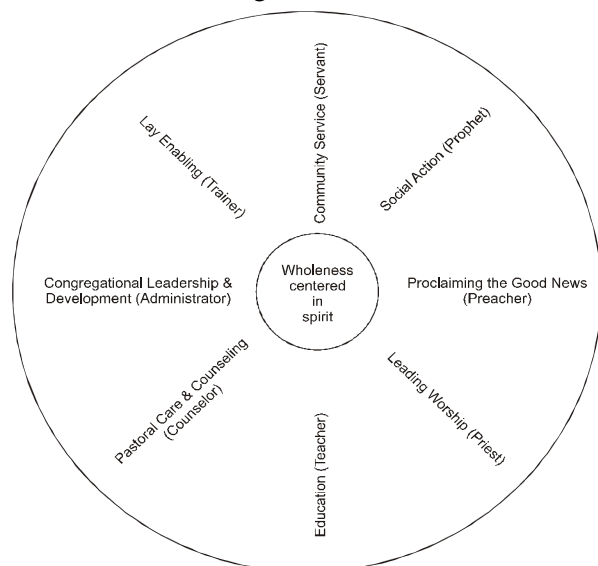 Community Service (Servant)
Social Action (Prophet)
Proclaiming the Good News
(Preacher)
Leading Worship (Priest)
Education (Teacher)
Pastoral Care & Counseling
(Counselor)
Congregational Leadership &
Development (Administrator)
Lay Enabling (Trainer)
Wholeness
centered
in
spirit